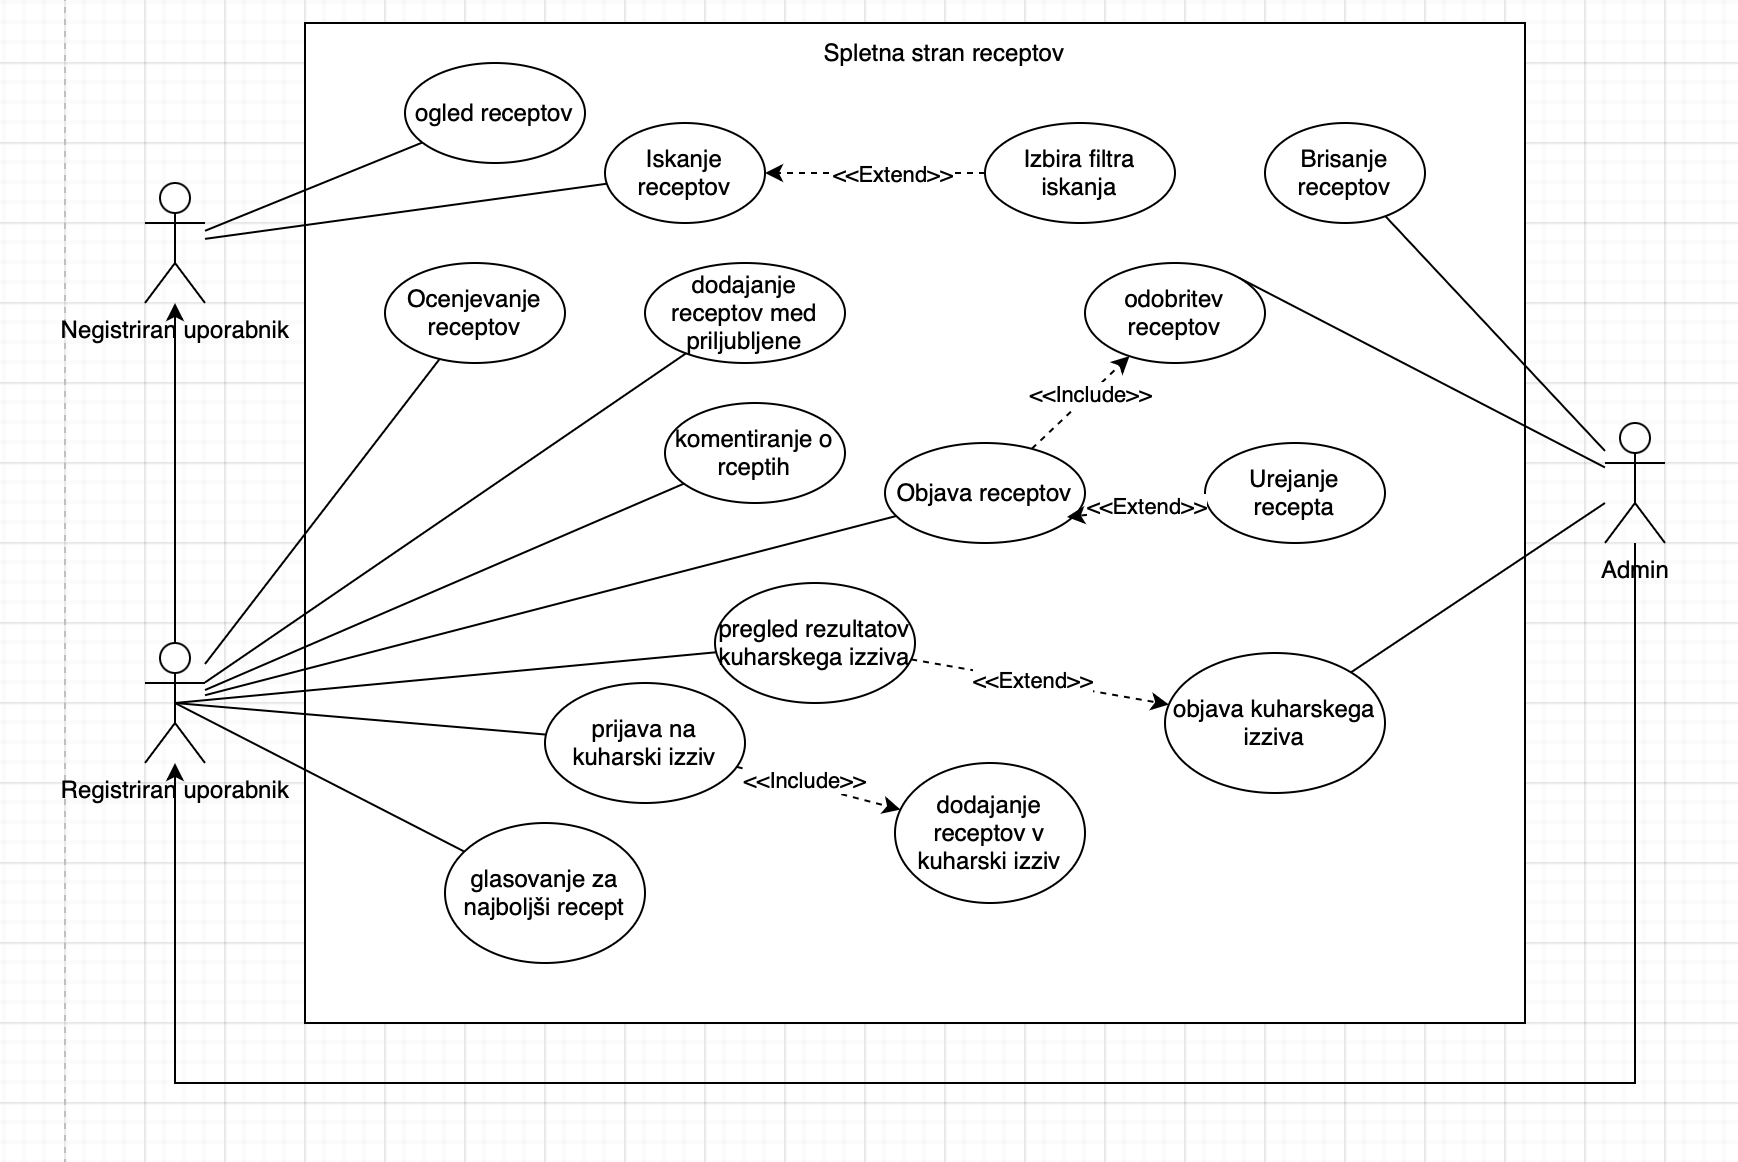 Spletna stran receptov
ogled receptov
Iskanje
receptov
<<Extend>>
Izbira filtra
iskanja
Brisanje
receptov
Negistriran uporabnik
Ocenjevanje
receptov
dodajanje
receptov med
priljubljene
odobritev
receptov
<<Include>>
komentiranje o
rceptih
Objava receptov
<<Extend>>
Urejanje
recepta
Admin
pregled rezultatov
kuharskega izziva
<<Extend>>
objava kuharskega
izziva
Registriran uporabnik
prijava na
kuharski izziv
<<Include>>
dodajanje
receptov v
kuharski izziv
glasovanje za
najboljši recept